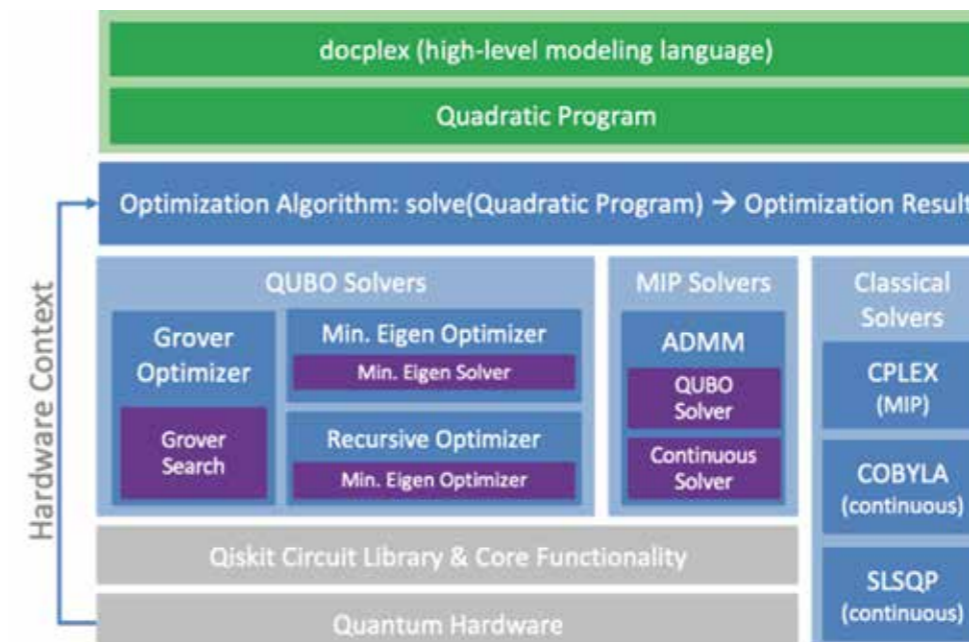 docplex (high-level modeling language)
Quadratic Program
Optimization Algorithm: solve(Quadratic Program) → Optimization Result
Hardware Context
QUBO Solvers
Grover
Optimizer
Grover
Search
Min. Eigen Optimizer
Min. Eigen Solver
Recursive Optimizer
Min. Eigen Optimizer
MIP Solvers
ADMM
QUBO
Solver
Continuous
Solver
Classical
Solvers
CPLEX
(MIP)
COBYLA
(continuous)
SLSQP
(continuous)
Qiskit Circuit Library & Core Functionality
Quantum Hardware